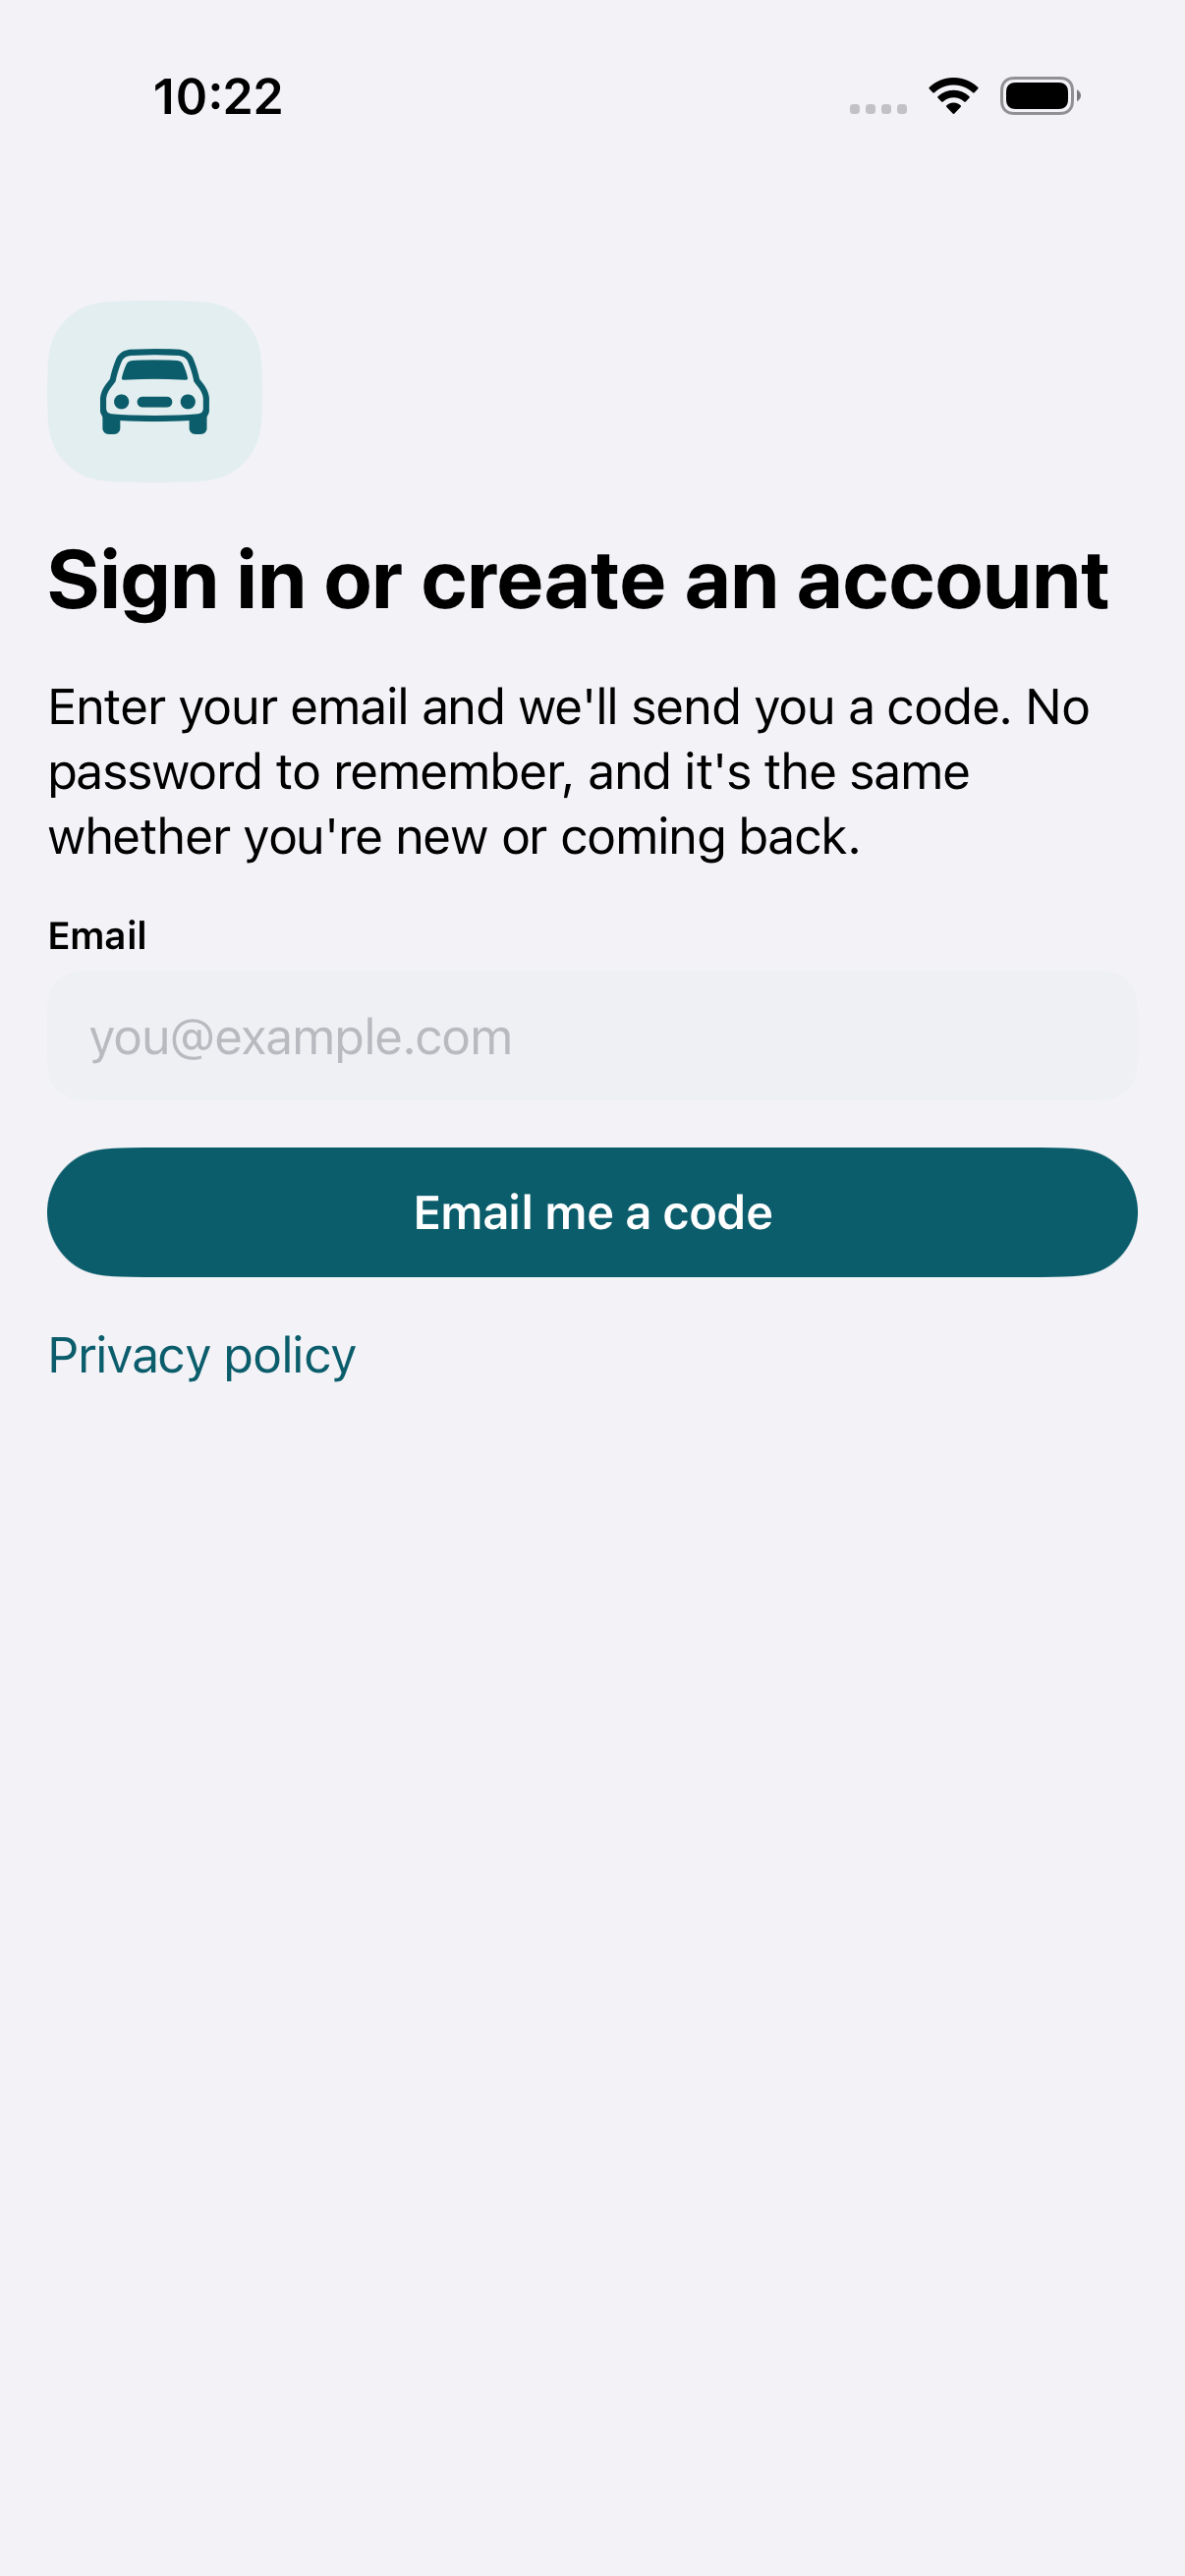 10:22
Sign in or create an account
Enter your email and we'll send you a code. No
password to remember, and it's the same
whether you're new or coming back.
Email
you@example.com
Email me a code
Privacy policy